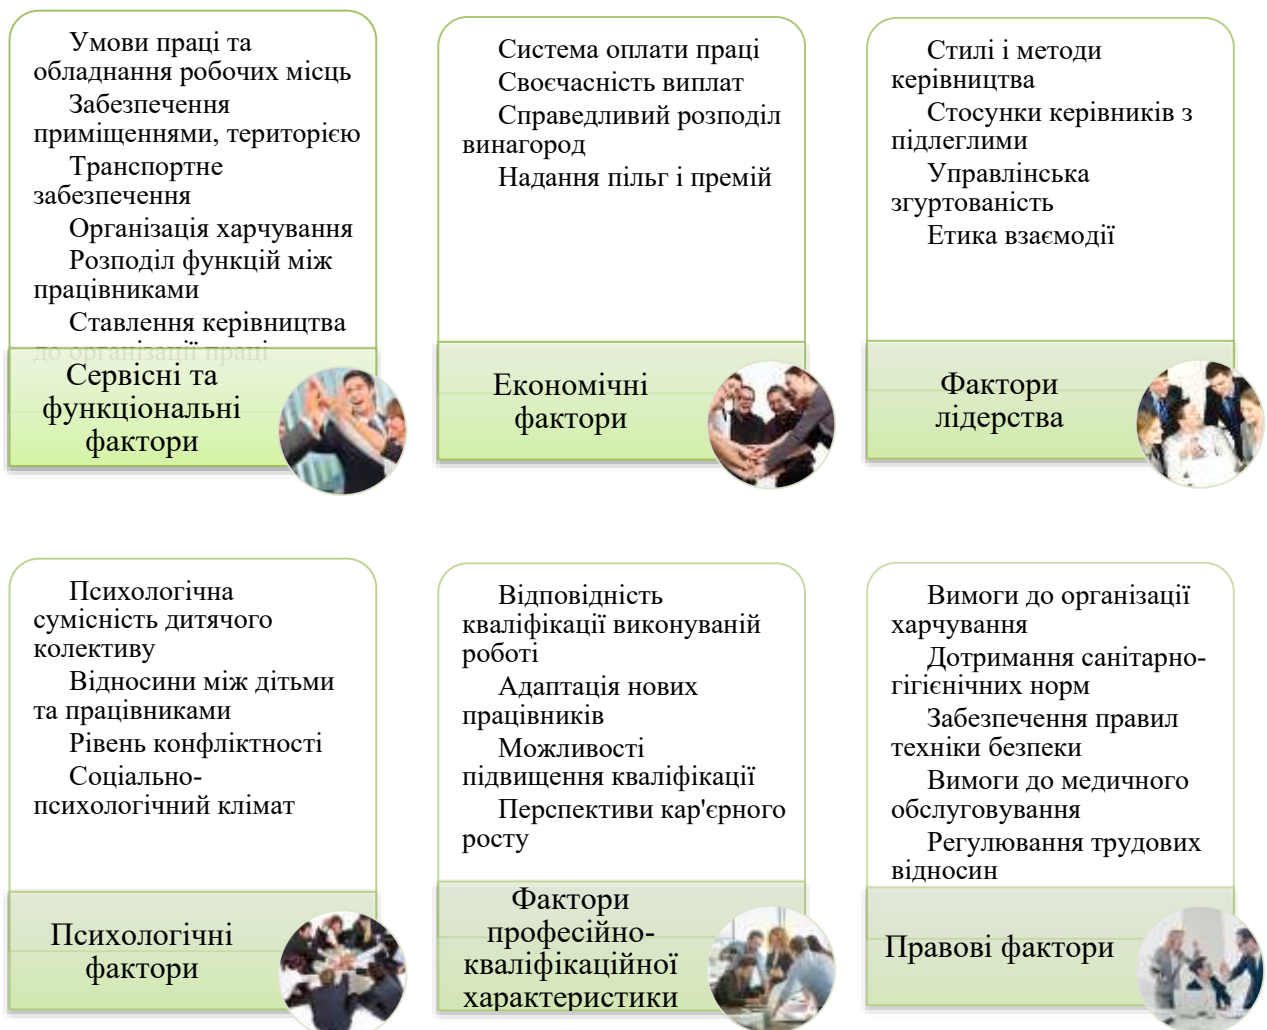 Умови праці та
обладнання робочих місць
Забезпечення
приміщеннями, територією
Транспортне
забезпечення
Організація харчування
Розподіл функцій між
працівниками
Ставлення керівництва
до організації праці
Сервісні та
функціональні
фактори
Система оплати праці
Своєчасність виплат
Справедливий розподіл
винагород
Надання пільг і премій
Економічні
фактори
Стилі і методи
керівництва
Стосунки керівників з
підлеглими
Управлінська
згуртованість
Етика взаємодії
Фактори
лідерства
Психологічна
сумісність дитячого
колективу
Відносини між дітьми
та працівниками
Рівень конфліктності
Соціально-
психологічний клімат
Психологічні
фактори
Відповідність
кваліфікації виконуваній
роботі
Адаптація нових
працівників
Можливості
підвищення кваліфікації
Перспективи кар'єрного
росту
Фактори
професійно-
кваліфікаційної
характеристики
Вимоги до організації
харчування
Дотримання санітарно-
гігієнічних норм
Забезпечення правил
техніки безпеки
Вимоги до медичного
обслуговування
Регулювання трудових
відносин
Правові фактори